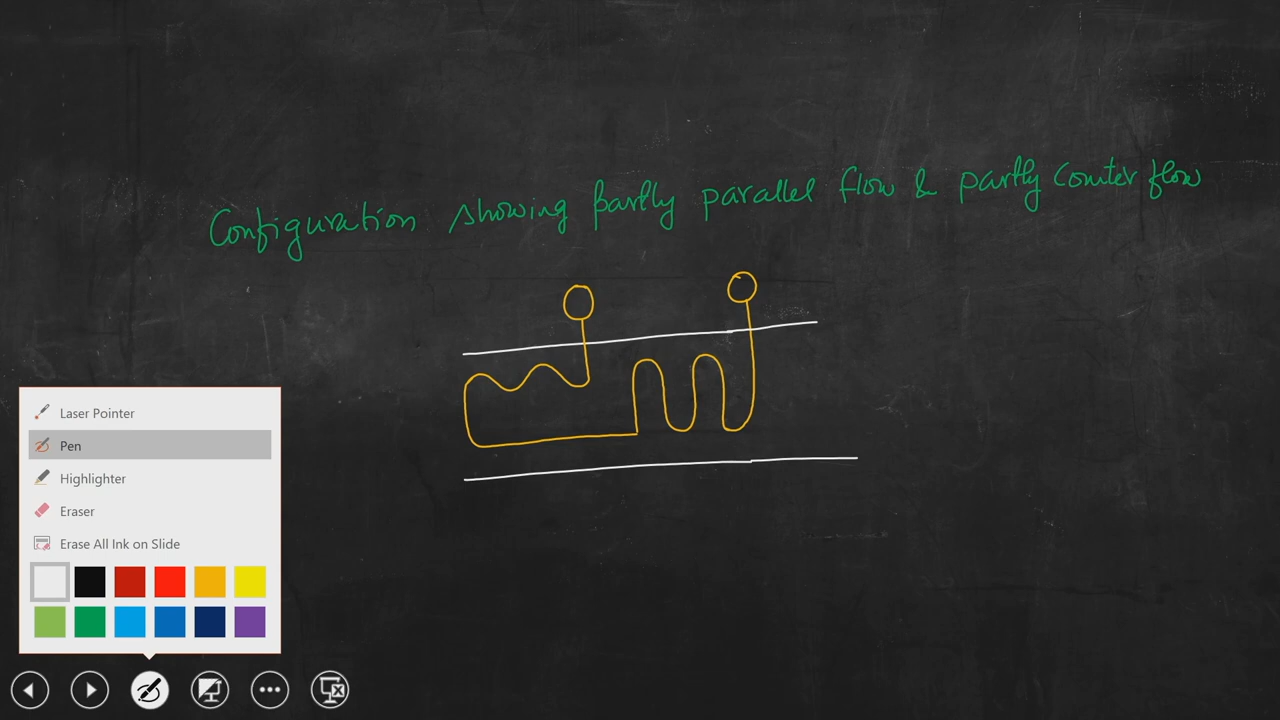 Configuration showing partly parallel flow & partly counter flow
Laser Pointer
Pen
Highlighter
Eraser
Erase All Ink on Slide